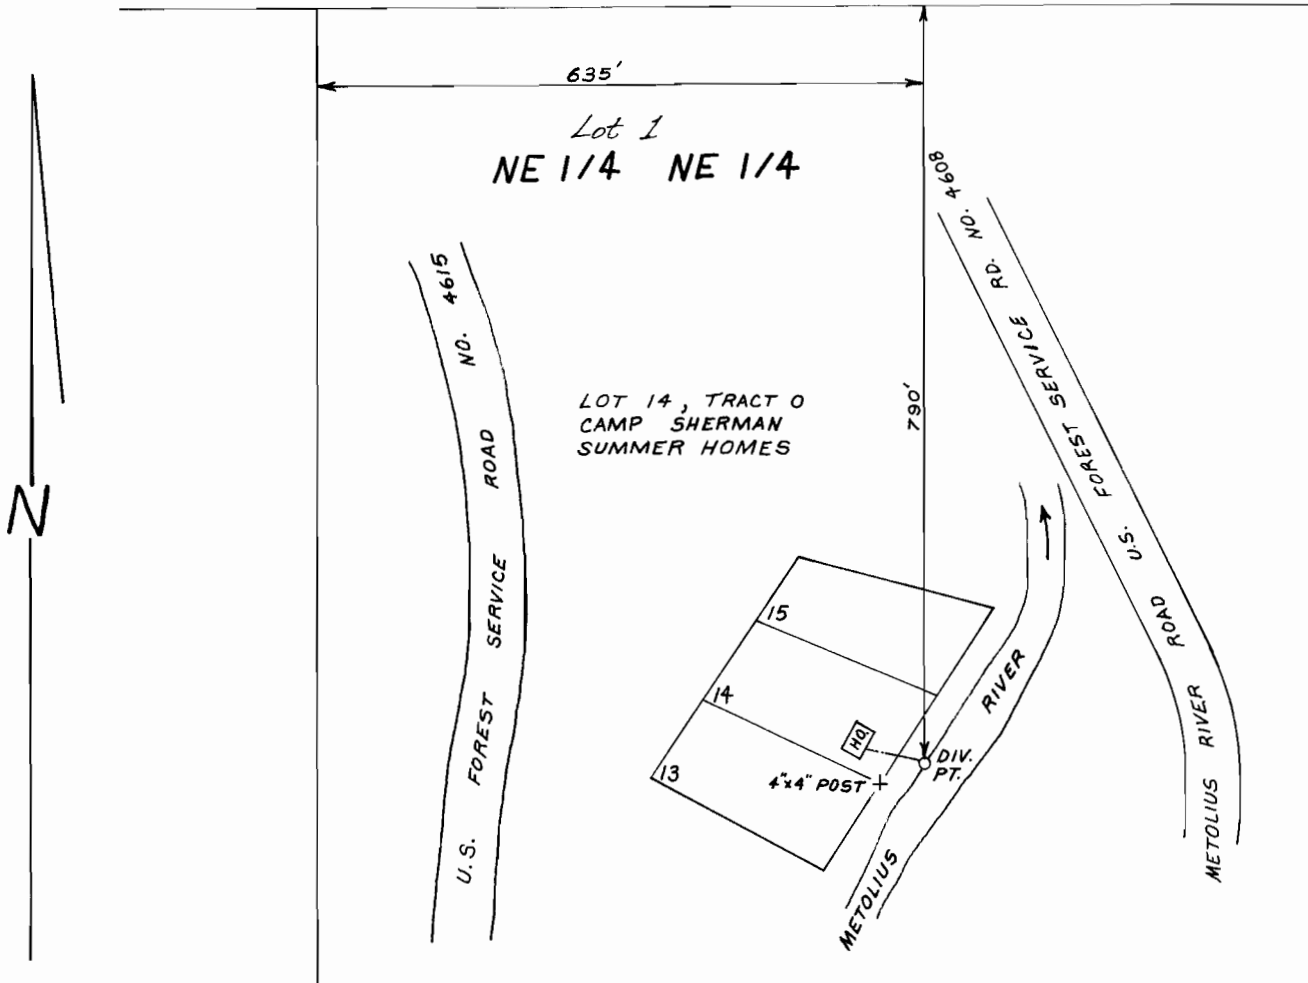 635'
Lot 1
NE 1/4 NE 1/4
U.S. FOREST SERVICE ROAD NO. 4615
LOT 14, TRACT O
CAMP SHERMAN
SUMMER HOMES
790'
METOLIUS RIVER ROAD U.S. FOREST SERVICE RD. NO. 4608
N
15
14
13
HO.
DIV.
PT.
4"x4" POST
METOLIUS RIVER